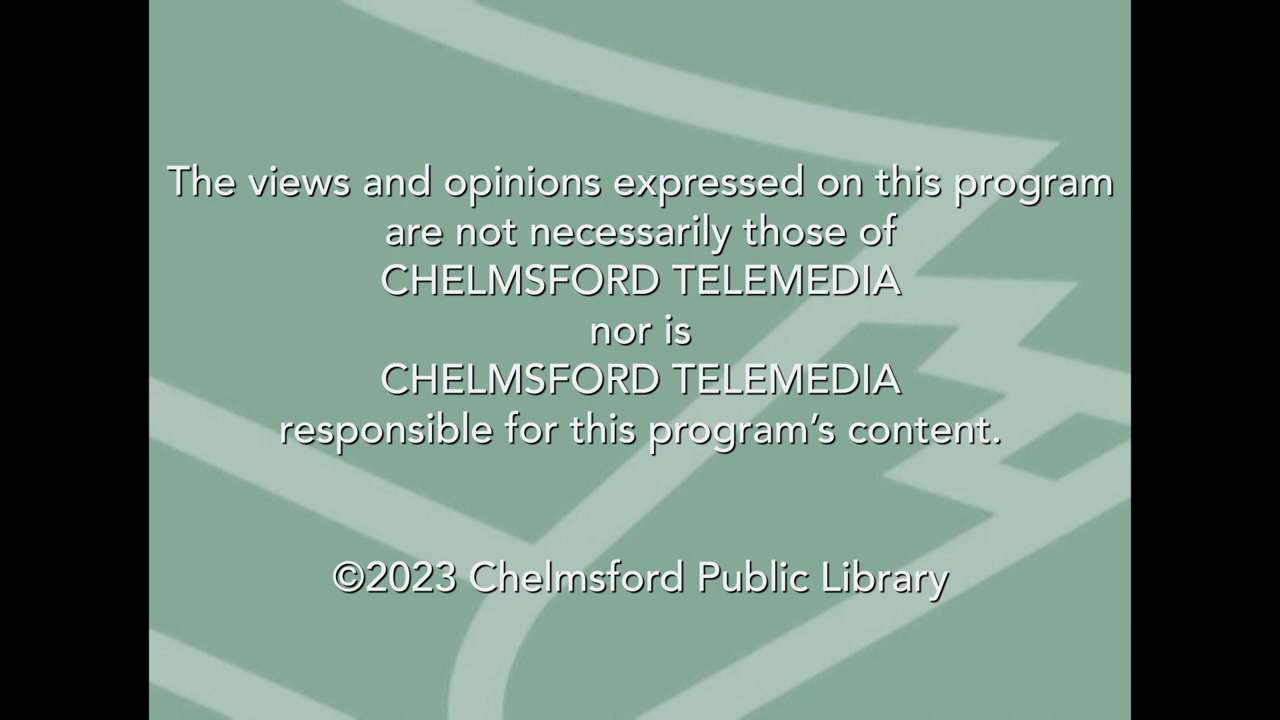 The views and opinions expressed on this program
are not necessarily those of
CHELMSFORD TELEMEDIA
nor is
CHELMSFORD TELEMEDIA
responsible for this program’s content.
©2023 Chelmsford Public Library